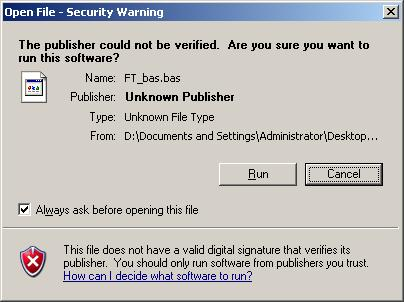 Open File - Security Warning
The publisher could not be verified.  Are you sure you want to
run this software?
Name: FT_bas.bas
Publisher: Unknown Publisher
Type: Unknown File Type
From: D:\Documents and Settings\Administrator\Desktop...
Run Cancel
Always ask before opening this file
This file does not have a valid digital signature that verifies its
publisher.  You should only run software from publishers you trust.
How can I decide what software to run?